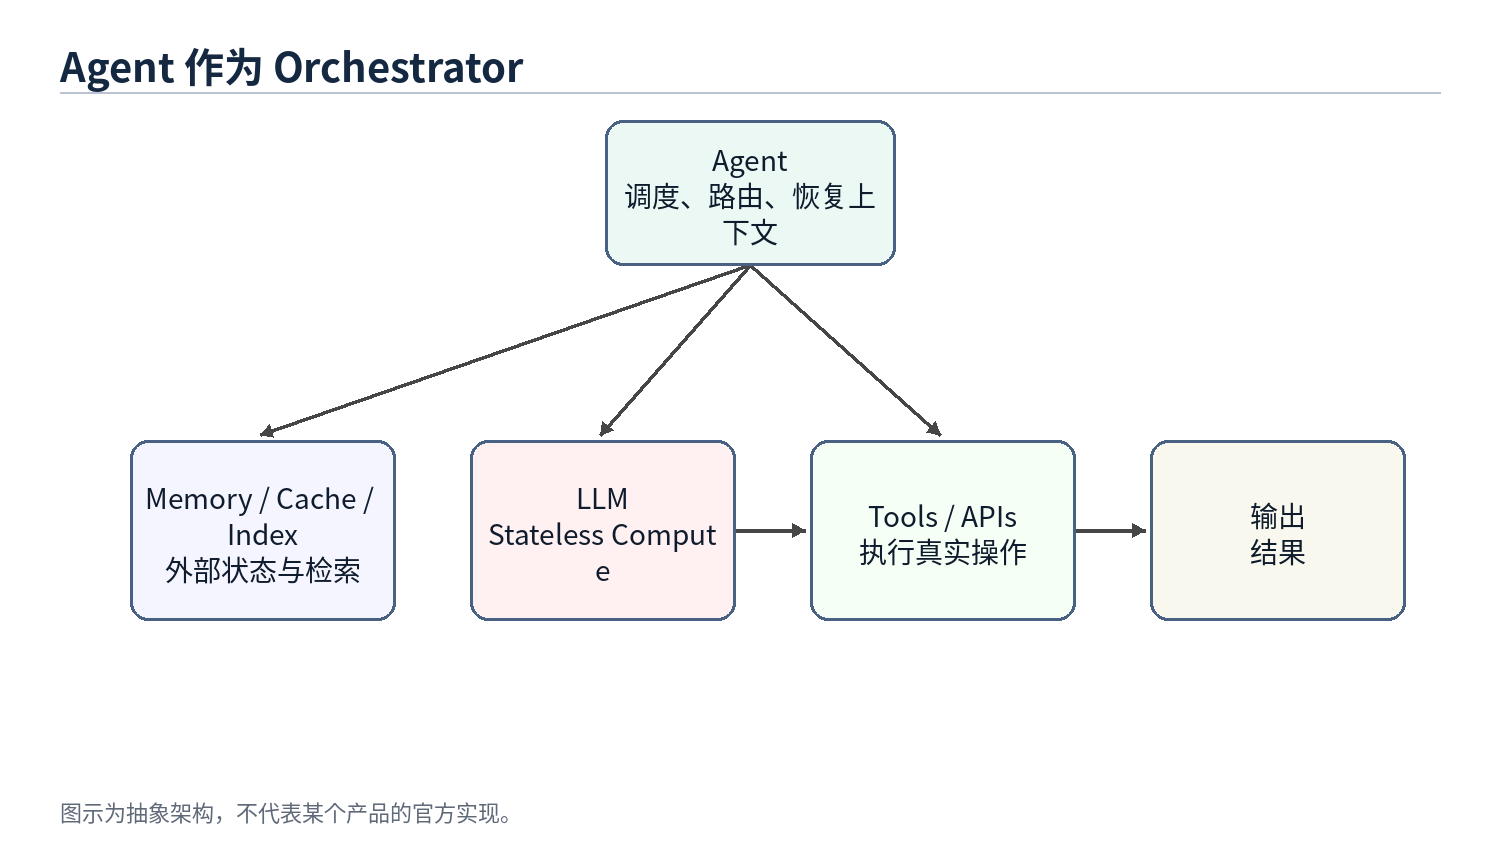 Agent 作为 Orchestrator
Agent
调度、路由、恢复上
下文
Memory / Cache /
Index
外部状态与检索
LLM
Stateless Comput
e
Tools / APIs
执行真实操作
输出
结果
图示为抽象架构，不代表某个产品的官方实现。